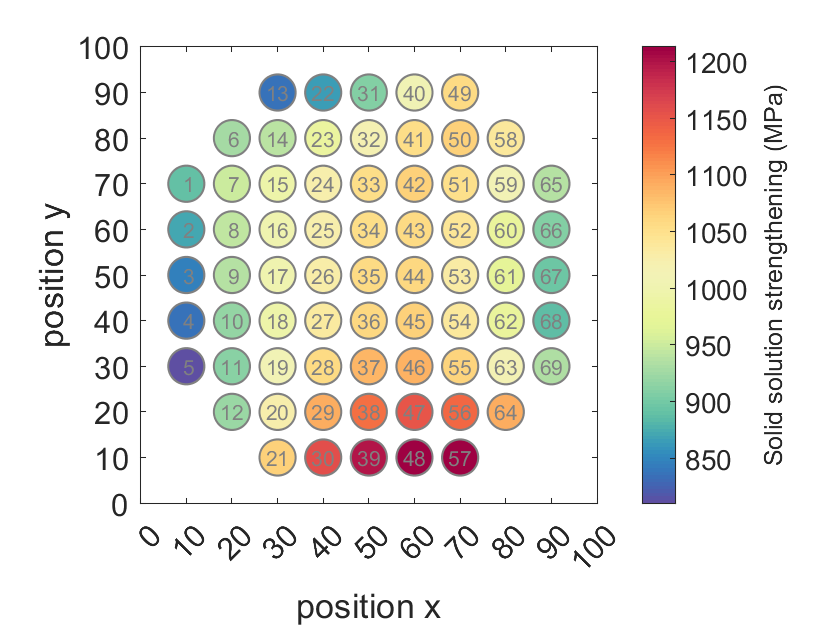 100
90
80
70
60
50
40
30
20
10
0
position y
13 22 31 40 49
6 14 23 32 41 50 58
1 7 15 24 33 42 51 59 65
2 8 16 25 34 43 52 60 66
3 9 17 26 35 44 53 61 67
4 10 18 27 36 45 54 62 68
5 11 19 28 37 46 55 63 69
12 20 29 38 47 56 64
21 30 39 48 57
0 10 20 30 40 50 60 70 80 90 100
position x
1200
1150
1100
1050
1000
950
900
850
Solid solution strengthening (MPa)